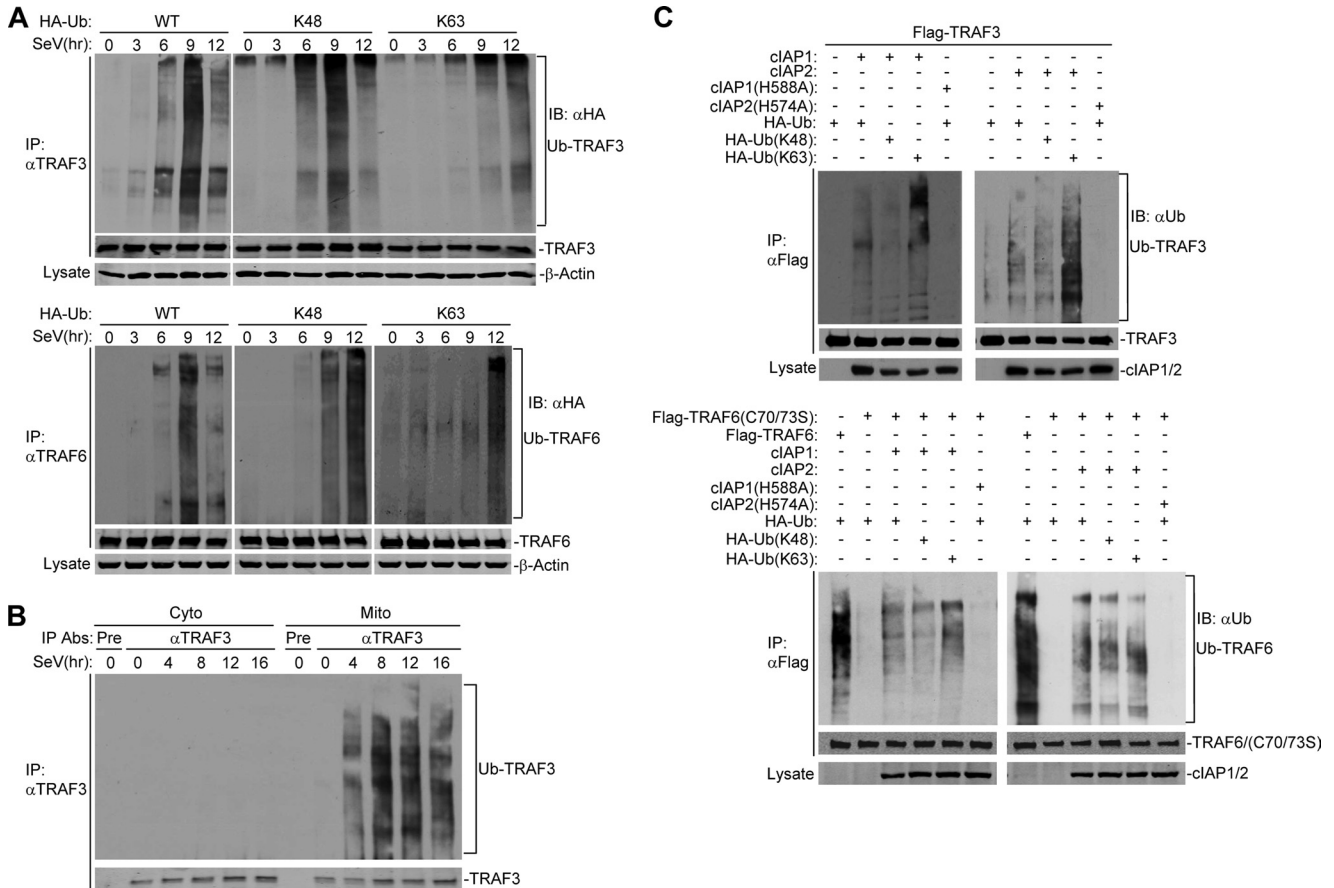 A
HA-Ub: WT K48 K63
SeV(hr): 0 3 6 9 12 0 3 6 9 12 0 3 6 9 12
IP: αTRAF3
IB: αHA
Ub-TRAF3
-TRAF3
Lysate -β-Actin
HA-Ub: WT K48 K63
SeV(hr): 0 3 6 9 12 0 3 6 9 12 0 3 6 9 12
IP: αTRAF6
IB: αHA
Ub-TRAF6
-TRAF6
Lysate -β-Actin
B
Cyto Mito
IP Abs: Pre αTRAF3 Pre αTRAF3
SeV(hr): 0 0 4 8 12 16 0 0 4 8 12 16
IP: αTRAF3
Ub-TRAF3
-TRAF3
C
Flag-TRAF3
cIAP1: - + + + - - - - - -
cIAP2: - - - - - - + + + -
cIAP1(H588A): - - - - + - - - - -
cIAP2(H574A): - - - - - - - - - +
HA-Ub: + + - - + + + - - +
HA-Ub(K48): - - + - - - - + - -
HA-Ub(K63): - - - + - - - - + -
IP: αFlag
IB: αUb
Ub-TRAF3
-TRAF3
Lysate -cIAP1/2
Flag-TRAF6(C70/73S): - + + + + + - + + + + +
Flag-TRAF6: + - - - - - + - - - - -
cIAP1: - - + + + - - - - - - -
cIAP2: - - - - - - - - + + + -
cIAP1(H588A): - - - - - + - - - - - -
cIAP2(H574A): - - - - - - - - - - - +
HA-Ub: + + + - - + + + + - - +
HA-Ub(K48): - - - + - - - - - + - -
HA-Ub(K63): - - - - + - - - - - + -
IP: αFlag
IB: αUb
Ub-TRAF6
-TRAF6/(C70/73S)
Lysate -cIAP1/2